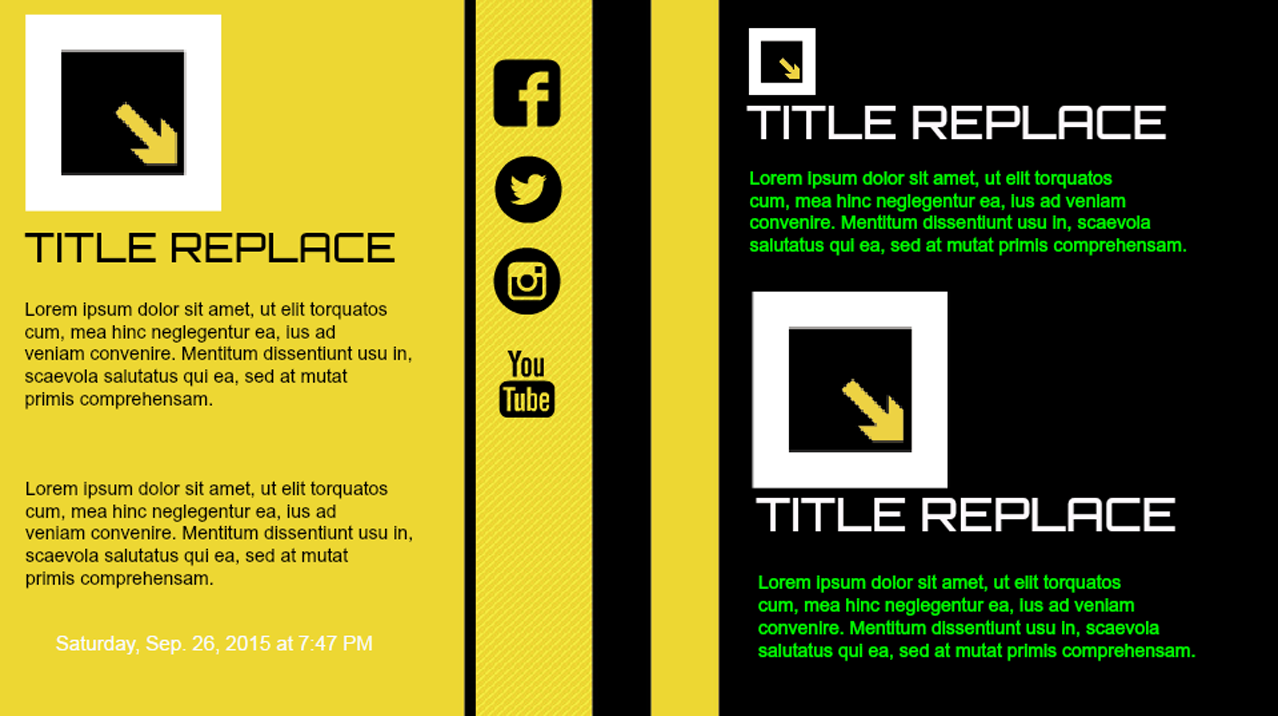 TITLE REPLACE
Lorem ipsum dolor sit amet, ut elit torquatos
cum, mea hinc neglegentur ea, ius ad
veniam convenire. Mentitum dissentiunt usu in,
scaevola salutatus qui ea, sed at mutat
primis comprehensam.
Lorem ipsum dolor sit amet, ut elit torquatos
cum, mea hinc neglegentur ea, ius ad
veniam convenire. Mentitum dissentiunt usu in,
scaevola salutatus qui ea, sed at mutat
primis comprehensam.
Saturday, Sep. 26, 2015 at 7:47 PM
You
Tube
TITLE REPLACE
Lorem ipsum dolor sit amet, ut elit torquatos
cum, mea hinc neglegentur ea, ius ad veniam
convenire. Mentitum dissentiunt usu in, scaevola
salutatus qui ea, sed at mutat primis comprehensam.
TITLE REPLACE
Lorem ipsum dolor sit amet, ut elit torquatos
cum, mea hinc neglegentur ea, ius ad veniam
convenire. Mentitum dissentiunt usu in, scaevola
salutatus qui ea, sed at mutat primis comprehensam.